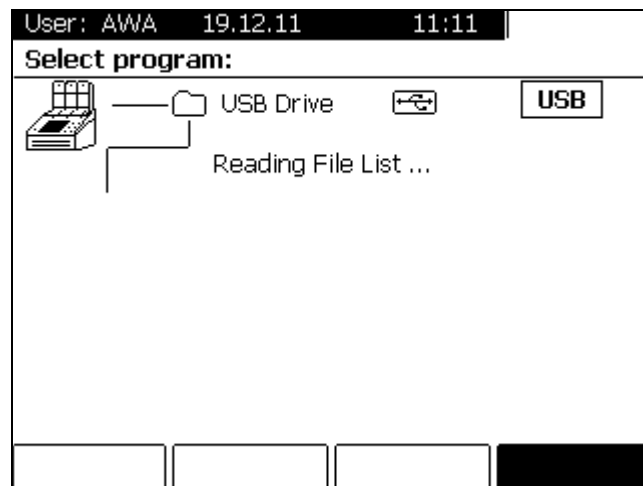 User: AWA 19.12.11 11:11
Select program:
USB Drive USB
Reading File List ...